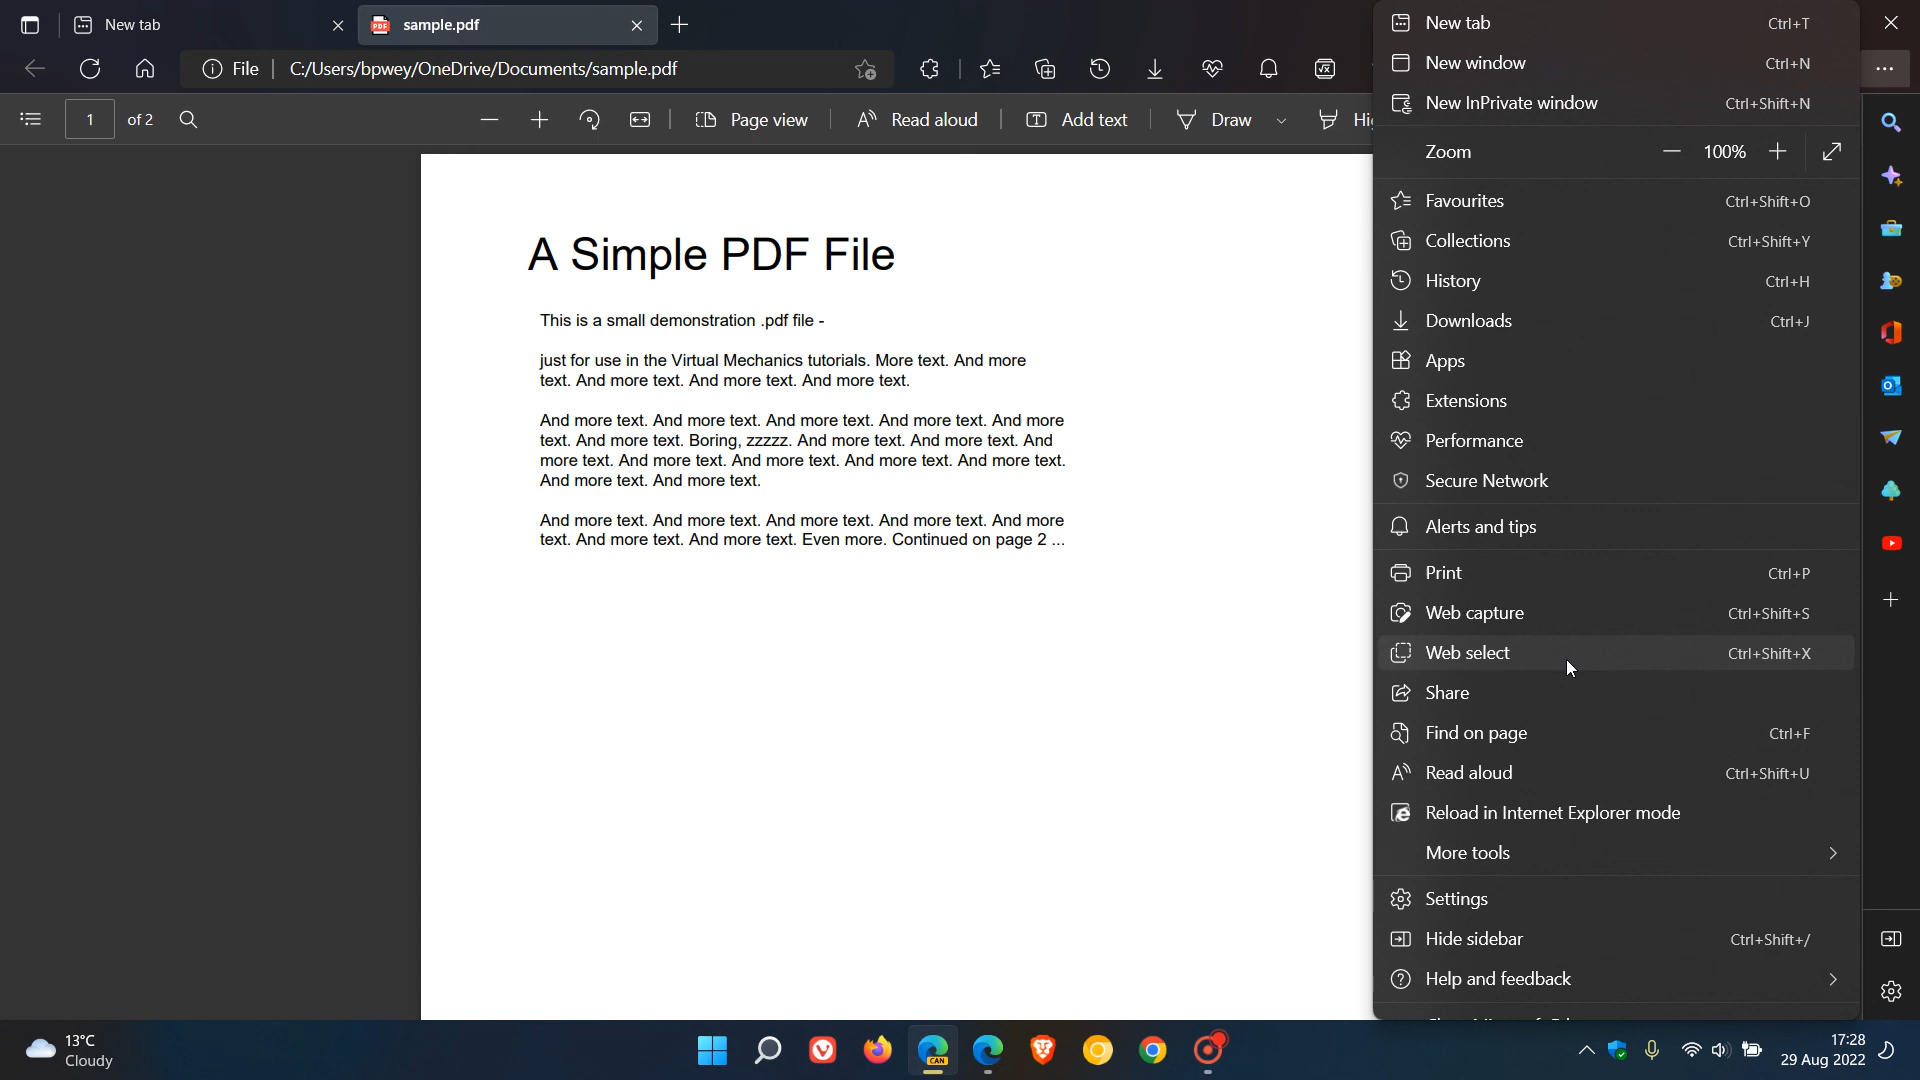 New tab
sample.pdf
File
C:/Users/bpwey/OneDrive/Documents/sample.pdf
1 of 2
Page view
Read aloud
Add text
Draw
A Simple PDF File
This is a small demonstration .pdf file -
just for use in the Virtual Mechanics tutorials. More text. And more
text. And more text. And more text. And more text.
And more text. And more text. And more text. And more text. And more
text. And more text. Boring, zzzzz. And more text. And more text. And
more text. And more text. And more text. And more text. And more text.
And more text. And more text.
And more text. And more text. And more text. And more text. And more
text. And more text. And more text. Even more. Continued on page 2 ...
New tab Ctrl+T
New window Ctrl+N
New InPrivate window Ctrl+Shift+N
Zoom 100%
Favourites Ctrl+Shift+O
Collections Ctrl+Shift+Y
History Ctrl+H
Downloads Ctrl+J
Apps
Extensions
Performance
Secure Network
Alerts and tips
Print Ctrl+P
Web capture Ctrl+Shift+S
Web select Ctrl+Shift+X
Share
Find on page Ctrl+F
Read aloud Ctrl+Shift+U
Reload in Internet Explorer mode
More tools
Settings
Hide sidebar Ctrl+Shift+/
Help and feedback
13°C
Cloudy
CAN
17:28
29 Aug 2022